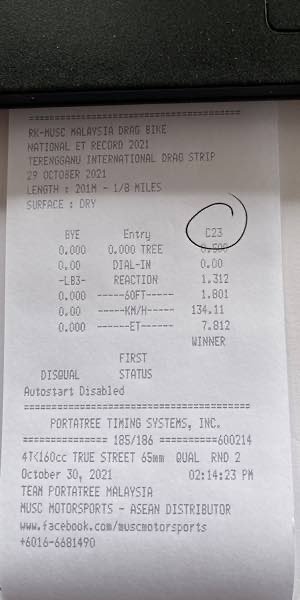 ========================================
RK-MUSC MALAYSIA DRAG BIKE
NATIONAL ET RECORD 2021
TERENGGANU INTERNATIONAL DRAG STRIP
29 OCTOBER 2021
LENGTH : 201M - 1/8 MILES
SURFACE : DRY
BYE Entry C23
0.000 0.000 TREE 0.500
0.00 DIAL-IN 0.00
-LB3- REACTION 1.312
0.000 -----60FT----- 1.801
0.00 -----KM/H----- 134.11
0.000 ------ET----- 7.812
WINNER
FIRST
DISQUAL STATUS
Autostart Disabled
========================================
PORTATREE TIMING SYSTEMS, INC.
=============== 185/186 ==========600214
4T<160cc TRUE STREET 65mm QUAL RND 2
October 30, 2021 02:14:23 PM
TEAM PORTATREE MALAYSIA
MUSC MOTORSPORTS - ASEAN DISTRIBUTOR
www.facebook.com/muscmotorsports
+6016-6681490